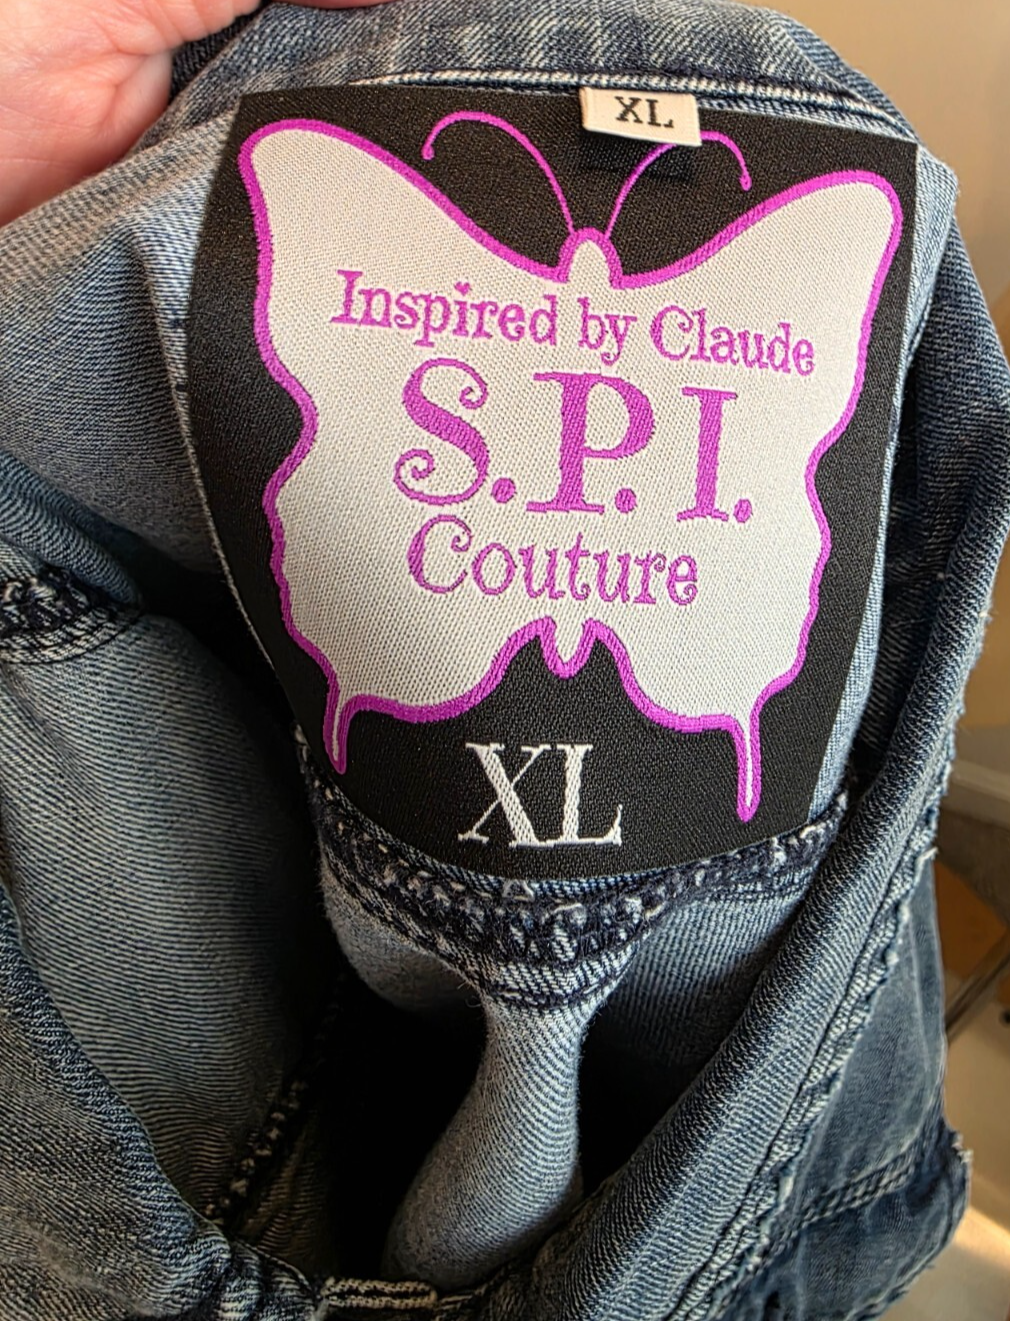 XL
Inspired by Claude
S.P.I.
Couture
XL